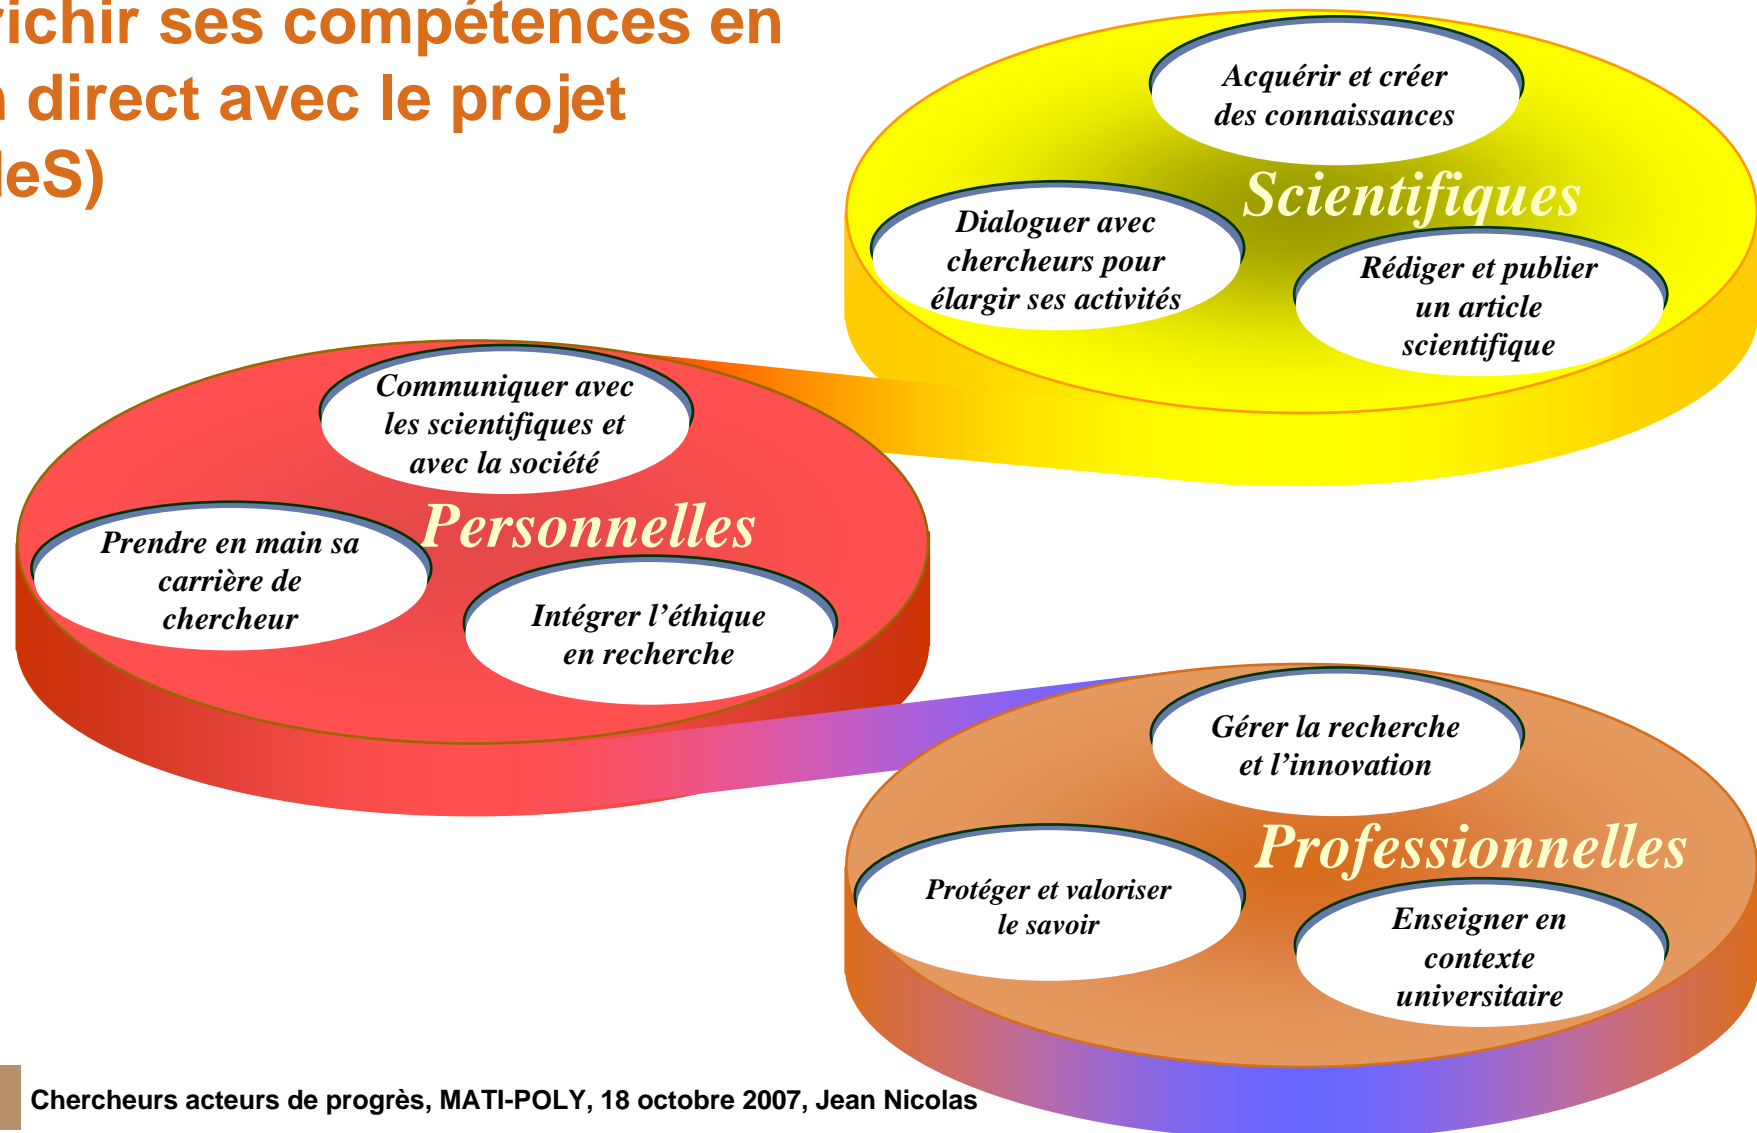 richir ses compétences en
direct avec le projet
leS)
Acquérir et créer
des connaissances
Scientifiques
Dialoguer avec
chercheurs pour
élargir ses activités
Rédiger et publier
un article
scientifique
Communiquer avec
les scientifiques et
avec la société
Personnelles
Prendre en main sa
carrière de
chercheur
Intégrer l’éthique
en recherche
Gérer la recherche
et l’innovation
Professionnelles
Protéger et valoriser
le savoir
Enseigner en
contexte
universitaire
Chercheurs acteurs de progrès, MATI-POLY, 18 octobre 2007, Jean Nicolas